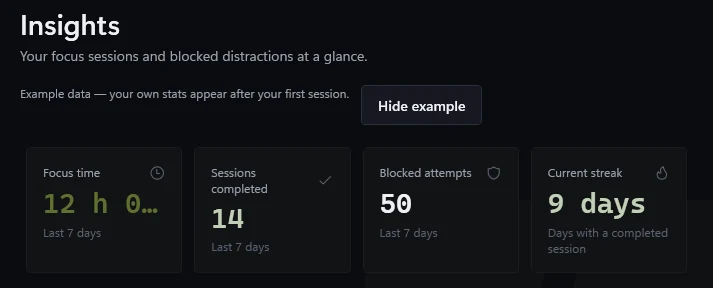 Insights
Your focus sessions and blocked distractions at a glance.
Example data — your own stats appear after your first session.
Hide example
Focus time
12 h 0…
Last 7 days
Sessions
completed
14
Last 7 days
Blocked attempts
50
Last 7 days
Current streak
9 days
Days with a completed
session